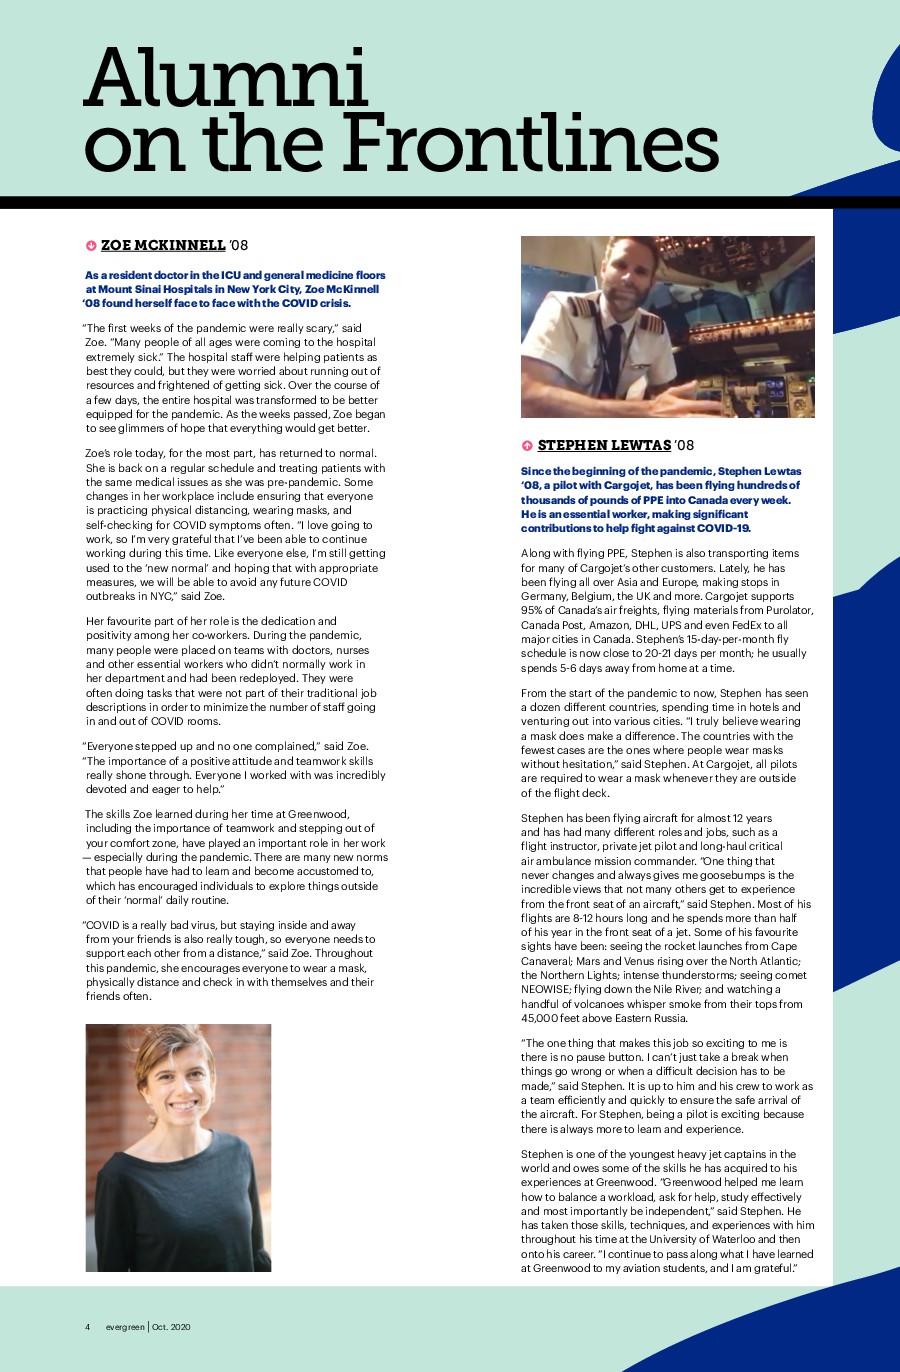 Alumni
on the Frontlines
ZOE MCKINNELL ’08
As a resident doctor in the ICU and general medicine floors
at Mount Sinai Hospitals in New York City, Zoe McKinnell
‘08 found herself face to face with the COVID crisis.
“The first weeks of the pandemic were really scary,” said
Zoe. “Many people of all ages were coming to the hospital
extremely sick.” The hospital staff were helping patients as
best they could, but they were worried about running out of
resources and frightened of getting sick. Over the course of
a few days, the entire hospital was transformed to be better
equipped for the pandemic. As the weeks passed, Zoe began
to see glimmers of hope that everything would get better.
Zoe’s role today, for the most part, has returned to normal.
She is back on a regular schedule and treating patients with
the same medical issues as she was pre-pandemic. Some
changes in her workplace include ensuring that everyone
is practicing physical distancing, wearing masks, and
self-checking for COVID symptoms often. “I love going to
work, so I’m very grateful that I’ve been able to continue
working during this time. Like everyone else, I’m still getting
used to the ‘new normal’ and hoping that with appropriate
measures, we will be able to avoid any future COVID
outbreaks in NYC,” said Zoe.
Her favourite part of her role is the dedication and
positivity among her co-workers. During the pandemic,
many people were placed on teams with doctors, nurses
and other essential workers who didn’t normally work in
her department and had been redeployed. They were
often doing tasks that were not part of their traditional job
descriptions in order to minimize the number of staff going
in and out of COVID rooms.
“Everyone stepped up and no one complained,” said Zoe.
“The importance of a positive attitude and teamwork skills
really shone through. Everyone I worked with was incredibly
devoted and eager to help.”
The skills Zoe learned during her time at Greenwood,
including the importance of teamwork and stepping out of
your comfort zone, have played an important role in her work
— especially during the pandemic. There are many new norms
that people have had to learn and become accustomed to,
which has encouraged individuals to explore things outside
of their ‘normal’ daily routine.
“COVID is a really bad virus, but staying inside and away
from your friends is also really tough, so everyone needs to
support each other from a distance,” said Zoe. Throughout
this pandemic, she encourages everyone to wear a mask,
physically distance and check in with themselves and their
friends often.
STEPHEN LEWTAS ’08
Since the beginning of the pandemic, Stephen Lewtas
‘08, a pilot with Cargojet, has been flying hundreds of
thousands of pounds of PPE into Canada every week.
He is an essential worker, making significant
contributions to help fight against COVID-19.
Along with flying PPE, Stephen is also transporting items
for many of Cargojet’s other customers. Lately, he has
been flying all over Asia and Europe, making stops in
Germany, Belgium, the UK and more. Cargojet supports
95% of Canada’s air freights, flying materials from Purolator,
Canada Post, Amazon, DHL, UPS and even FedEx to all
major cities in Canada. Stephen’s 15-day-per-month fly
schedule is now close to 20-21 days per month; he usually
spends 5-6 days away from home at a time.
From the start of the pandemic to now, Stephen has seen
a dozen different countries, spending time in hotels and
venturing out into various cities. “I truly believe wearing
a mask does make a difference. The countries with the
fewest cases are the ones where people wear masks
without hesitation,” said Stephen. At Cargojet, all pilots
are required to wear a mask whenever they are outside
of the flight deck.
Stephen has been flying aircraft for almost 12 years
and has had many different roles and jobs, such as a
flight instructor, private jet pilot and long-haul critical
air ambulance mission commander. “One thing that
never changes and always gives me goosebumps is the
incredible views that not many others get to experience
from the front seat of an aircraft,” said Stephen. Most of his
flights are 8-12 hours long and he spends more than half
of his year in the front seat of a jet. Some of his favourite
sights have been: seeing the rocket launches from Cape
Canaveral; Mars and Venus rising over the North Atlantic;
the Northern Lights; intense thunderstorms; seeing comet
NEOWISE; flying down the Nile River; and watching a
handful of volcanoes whisper smoke from their tops from
45,000 feet above Eastern Russia.
“The one thing that makes this job so exciting to me is
there is no pause button. I can’t just take a break when
things go wrong or when a difficult decision has to be
made,” said Stephen. It is up to him and his crew to work as
a team efficiently and quickly to ensure the safe arrival of
the aircraft. For Stephen, being a pilot is exciting because
there is always more to learn and experience.
Stephen is one of the youngest heavy jet captains in the
world and owes some of the skills he has acquired to his
experiences at Greenwood. “Greenwood helped me learn
how to balance a workload, ask for help, study effectively
and most importantly be independent,” said Stephen. He
has taken those skills, techniques, and experiences with him
throughout his time at the University of Waterloo and then
onto his career. “I continue to pass along what I have learned
at Greenwood to my aviation students, and I am grateful.”
4 evergreen | Oct. 2020